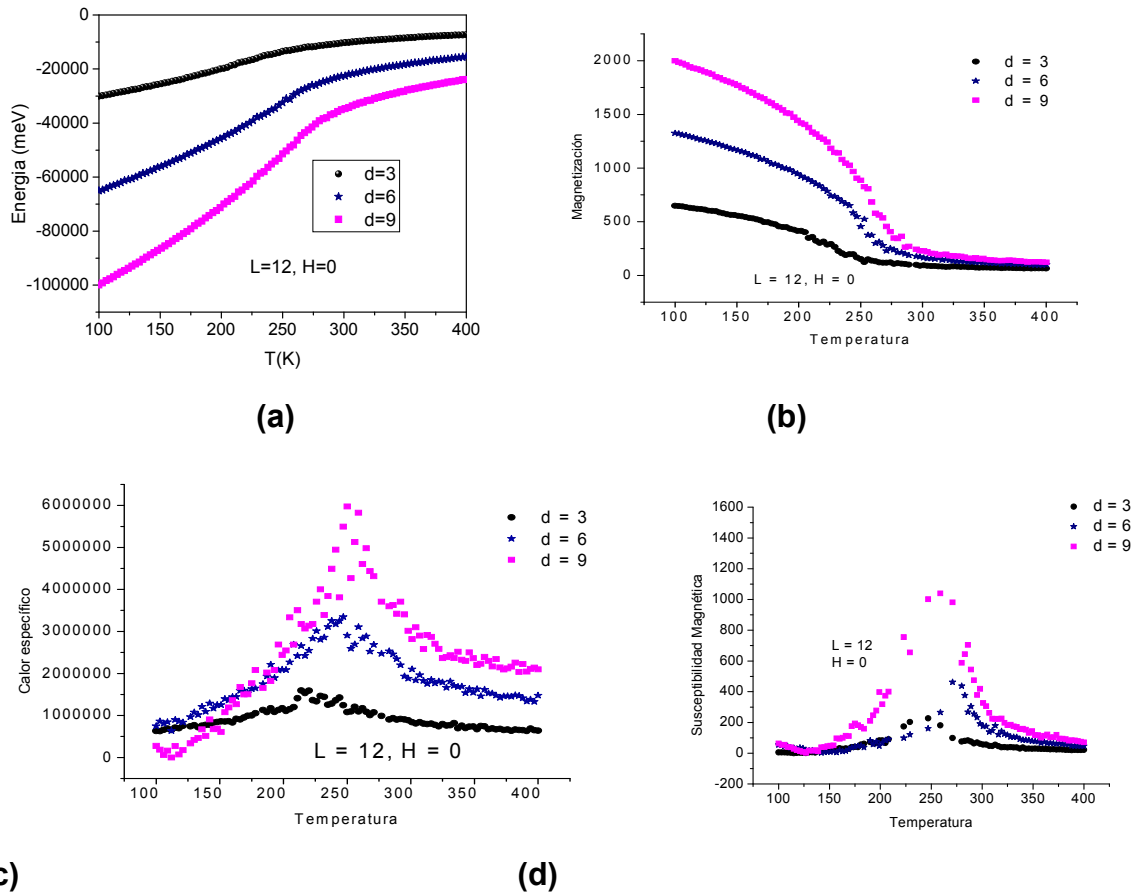 0
-20000
-40000
-60000
-80000
-100000
Energia (meV)
d=3
d=6
d=9
L=12, H=0
100 150 200 250 300 350 400
T(K)
(a)
2000
1500
1000
500
0
Magnetización
d = 3
d = 6
d = 9
L = 12, H = 0
100 150 200 250 300 350 400
Temperatura
(b)
6000000
5000000
4000000
3000000
2000000
1000000
0
Calor específico
d = 3
d = 6
d = 9
L = 12, H = 0
100 150 200 250 300 350 400
Temperatura
c)
1600
1400
1200
1000
800
600
400
200
0
-200
Susceptibiidad Magnética
d = 3
d = 6
d = 9
L = 12
H = 0
100 150 200 250 300 350 400
Temperatura
(d)